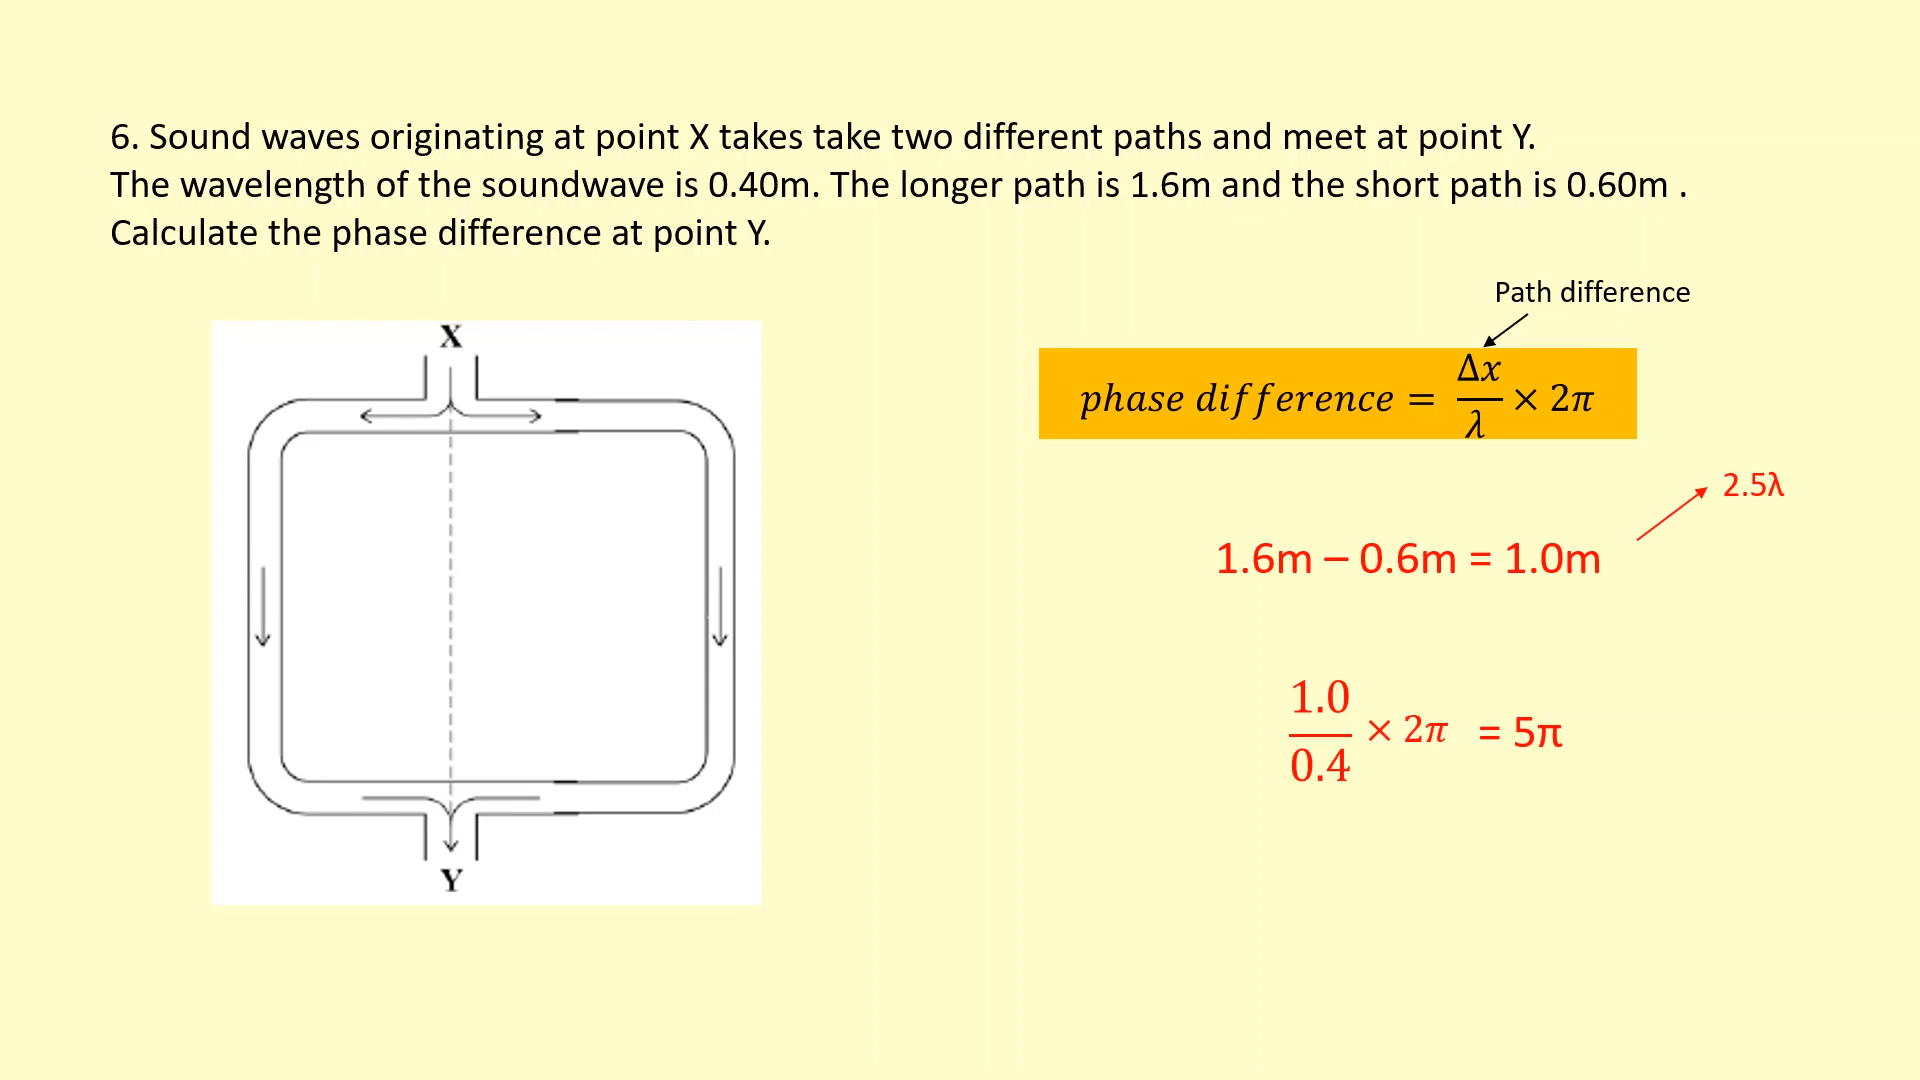 6. Sound waves originating at point X takes take two different paths and meet at point Y.
The wavelength of the soundwave is 0.40m. The longer path is 1.6m and the short path is 0.60m .
Calculate the phase difference at point Y.
Path difference
phase difference = Δx/λ × 2π
2.5λ
1.6m – 0.6m = 1.0m
1.0/0.4 × 2π = 5π
X
Y